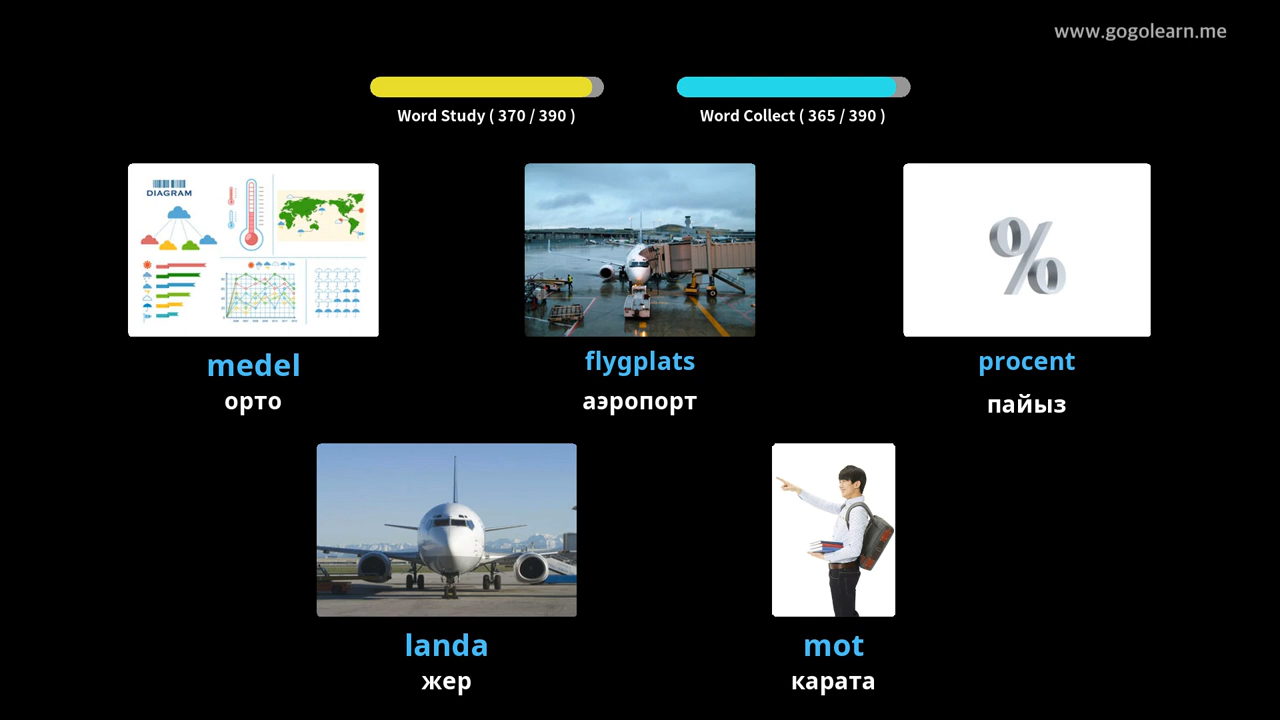 www.gogolearn.me
Word Study ( 370 / 390 )
Word Collect ( 365 / 390 )
DIAGRAM
medel
орто
flygplats
аэропорт
procent
пайыз
%
landa
жер
mot
карата